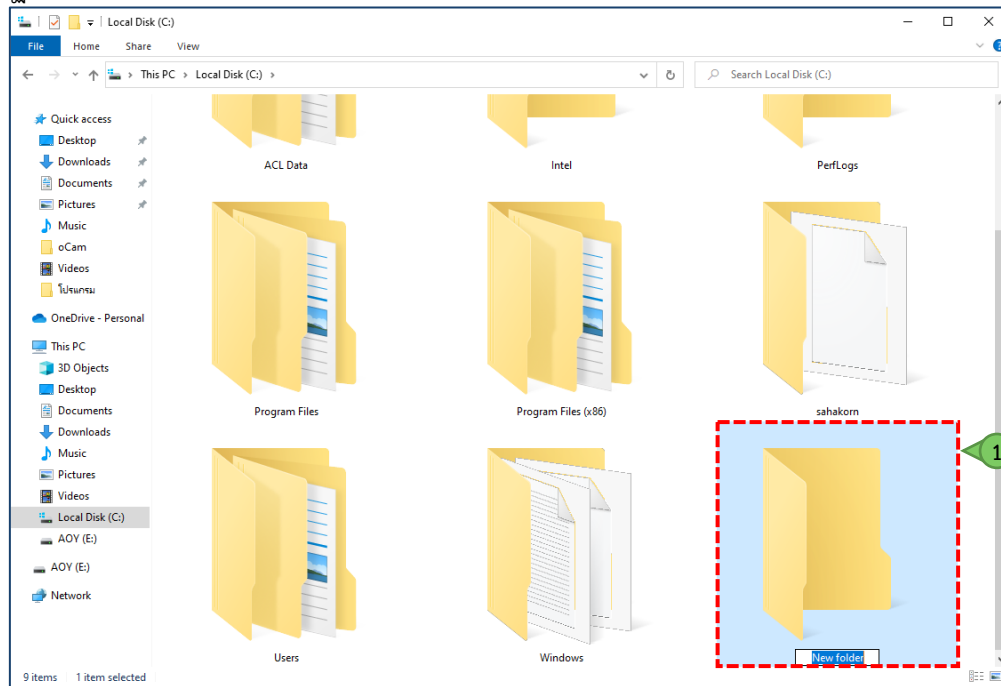 Local Disk (C:)
File Home Share View
This PC › Local Disk (C:) ›
Search Local Disk (C:)
Quick access
Desktop
Downloads
Documents
Pictures
Music
oCam
Videos
โปรแกรม
OneDrive - Personal
This PC
3D Objects
Desktop
Documents
Downloads
Music
Pictures
Videos
Local Disk (C:)
AOY (E:)
AOY (E:)
Network
ACL Data Intel PerfLogs
Program Files Program Files (x86) sahakorn
1
Users Windows New folder
9 items 1 item selected